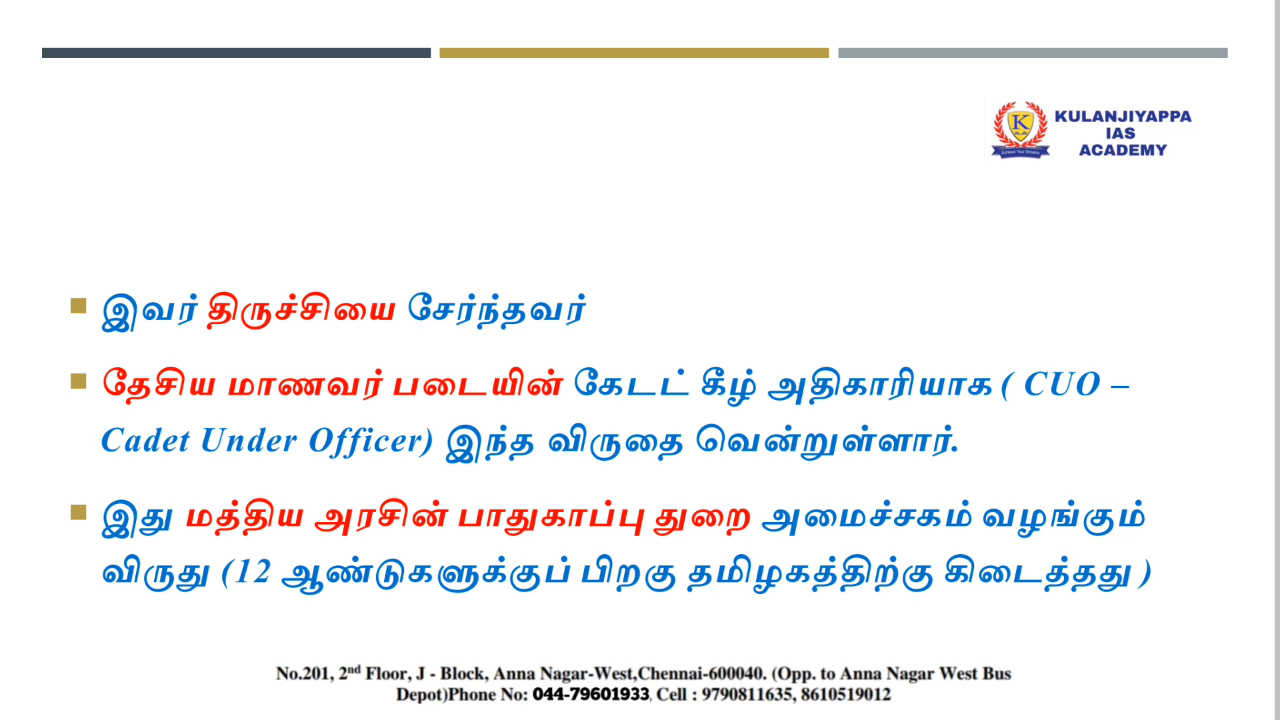 KULANJIYAPPA
IAS
ACADEMY
இவர் திருச்சியை சேர்ந்தவர்
தேசிய மாணவர் படையின் கேடட் கீழ் அதிகாரியாக ( CUO –
Cadet Under Officer) இந்த விருதை வென்றுள்ளார்.
இது மத்திய அரசின் பாதுகாப்பு துறை அமைச்சகம் வழங்கும்
விருது (12 ஆண்டுகளுக்குப் பிறகு தமிழகத்திற்கு கிடைத்தது )
No.201, 2nd Floor, J - Block, Anna Nagar-West,Chennai-600040. (Opp. to Anna Nagar West Bus
Depot)Phone No: 044-79601933, Cell : 9790811635, 8610519012